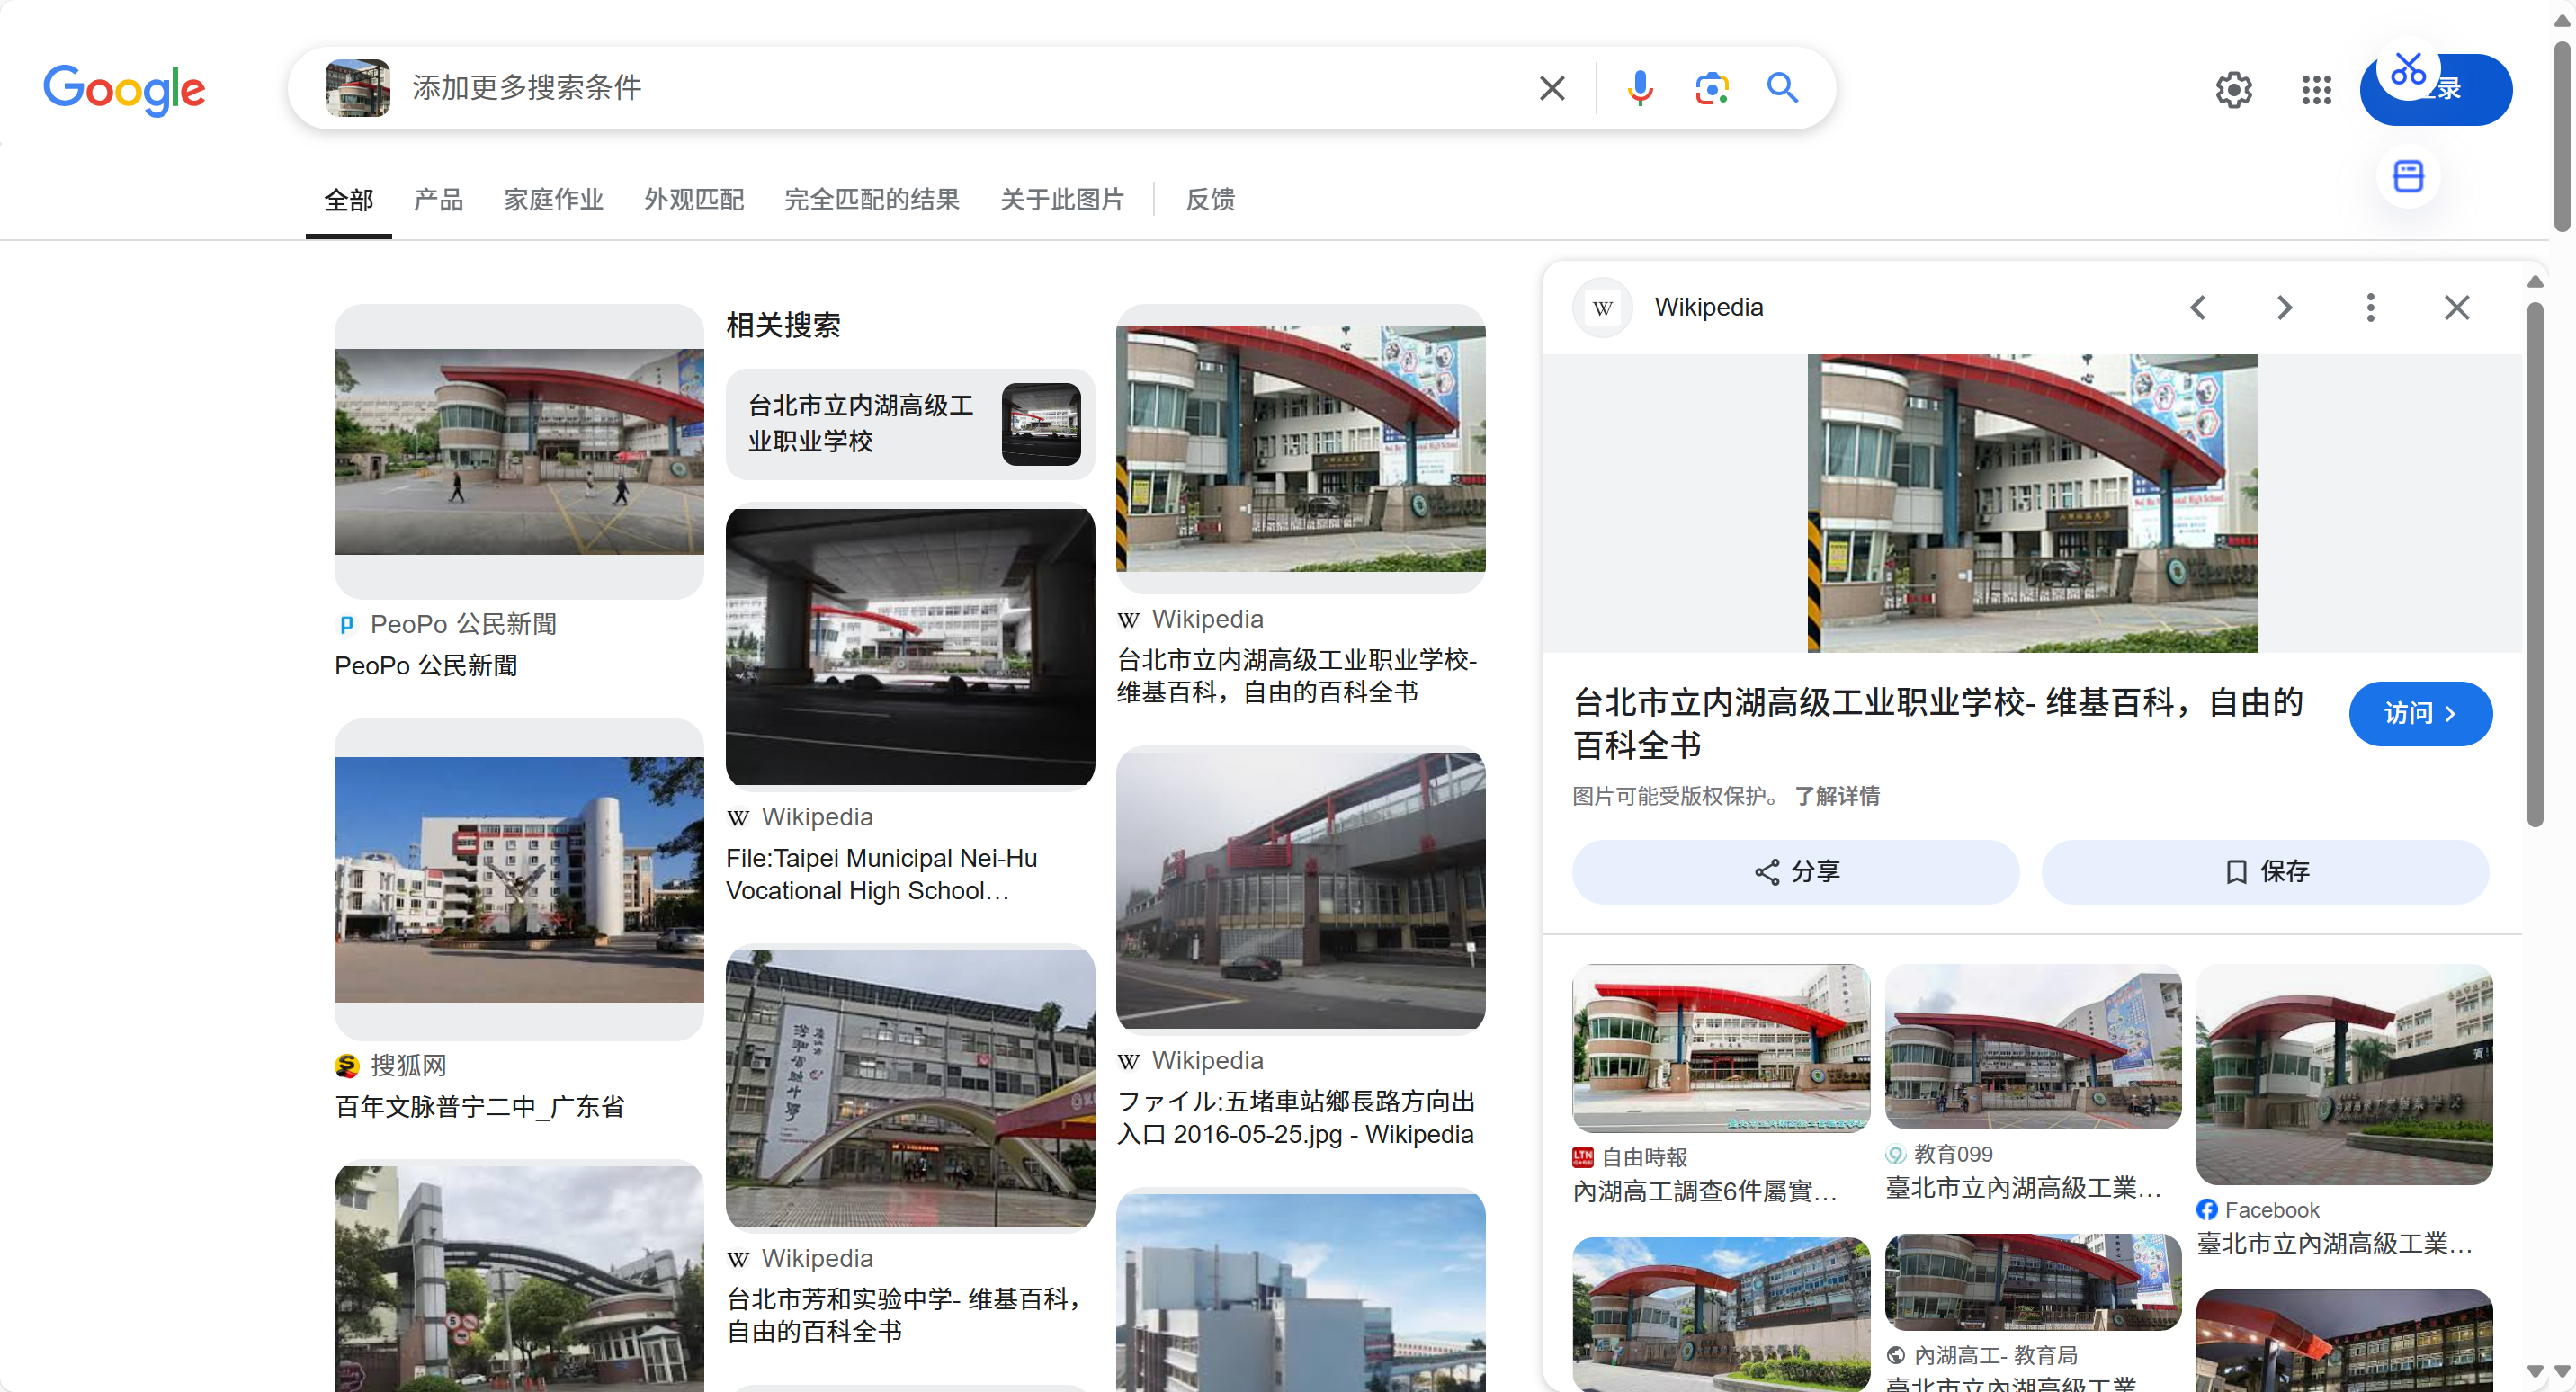 Google
添加更多搜索条件
全部
产品
家庭作业
外观匹配
完全匹配的结果
关于此图片
反馈
PeoPo 公民新聞
PeoPo 公民新聞
搜狐网
百年文脉普宁二中_广东省
相关搜索
台北市立内湖高级工
业职业学校
Wikipedia
File:Taipei Municipal Nei-Hu
Vocational High School…
Wikipedia
台北市芳和实验中学- 维基百科，
自由的百科全书
Wikipedia
台北市立内湖高级工业职业学校-
维基百科，自由的百科全书
Wikipedia
ファイル:五堵車站鄉長路方向出
入口 2016-05-25.jpg - Wikipedia
Wikipedia
台北市立内湖高级工业职业学校- 维基百科，自由的
百科全书
访问
图片可能受版权保护。 了解详情
分享
保存
自由時報
內湖高工調查6件屬實…
教育099
臺北市立內湖高級工業…
Facebook
臺北市立內湖高級工業…
內湖高工- 教育局
臺北市立內湖高級工業